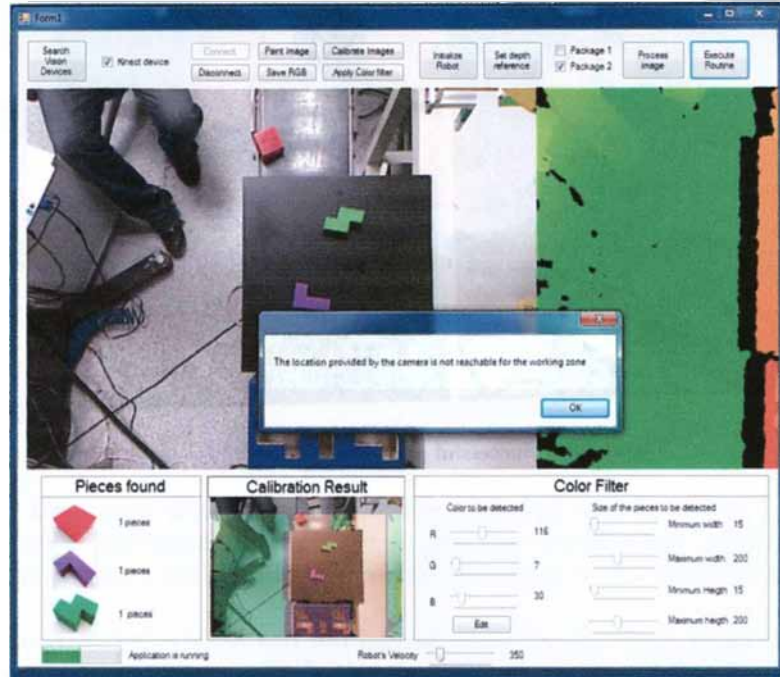 Form1
Search Vision Devices
Kinect device
Connect
Paint image
Calibrate Images
Disconnect
Save RGB
Apply Color filter
Initialize Robot
Set depth reference
Package 1
Package 2
Process image
Execute Routine
The location provided by the camera is not reachable for the working zone
OK
Pieces found
1 pieces
1 pieces
1 pieces
Calibration Result
Color Filter
Color to be detected
Size of the pieces to be detected
R 116
G 7
B 30
Edit
Minimum width 15
Maximum width 200
Minimum Heigth 15
Maximum heigth 200
Application is running
Robot's Velocity 350